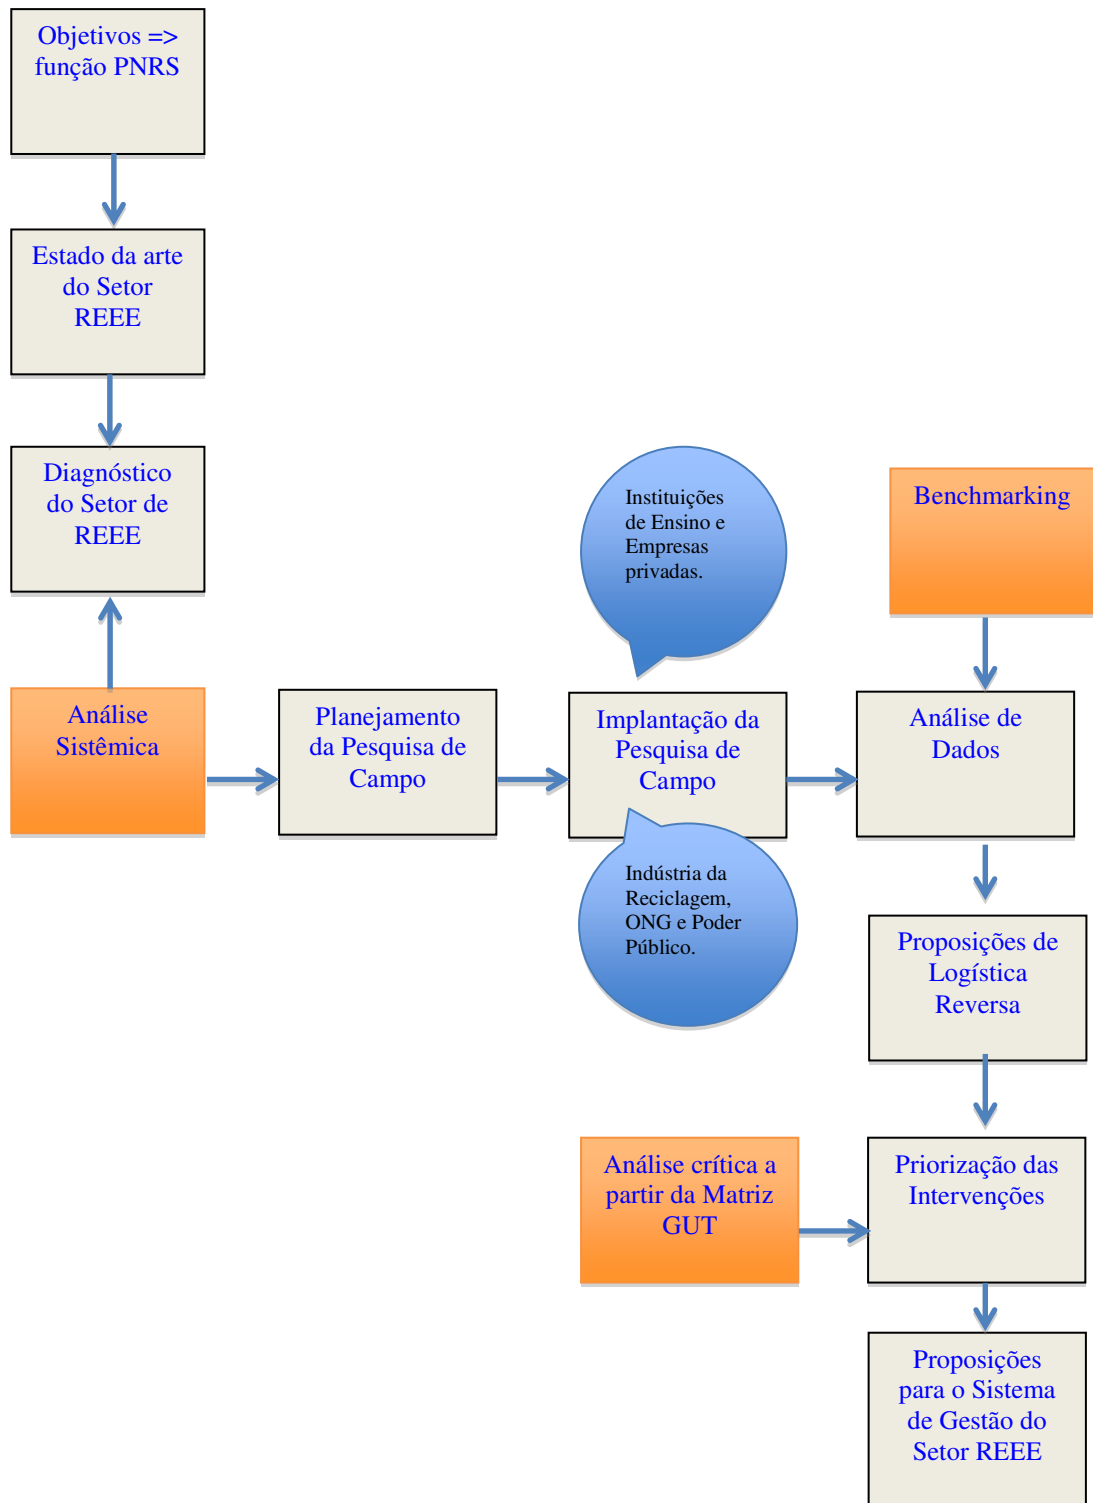 Objetivos =>
função PNRS
Estado da arte
do Setor
REEE
Diagnóstico
do Setor de
REEE
Instituições
de Ensino e
Empresas
privadas.
Benchmarking
Análise
Sistêmica
Planejamento
da Pesquisa de
Campo
Implantação da
Pesquisa de
Campo
Análise de
Dados
Indústria da
Reciclagem,
ONG e Poder
Público.
Proposições de
Logística
Reversa
Análise crítica a
partir da Matriz
GUT
Priorização das
Intervenções
Proposições
para o Sistema
de Gestão do
Setor REEE